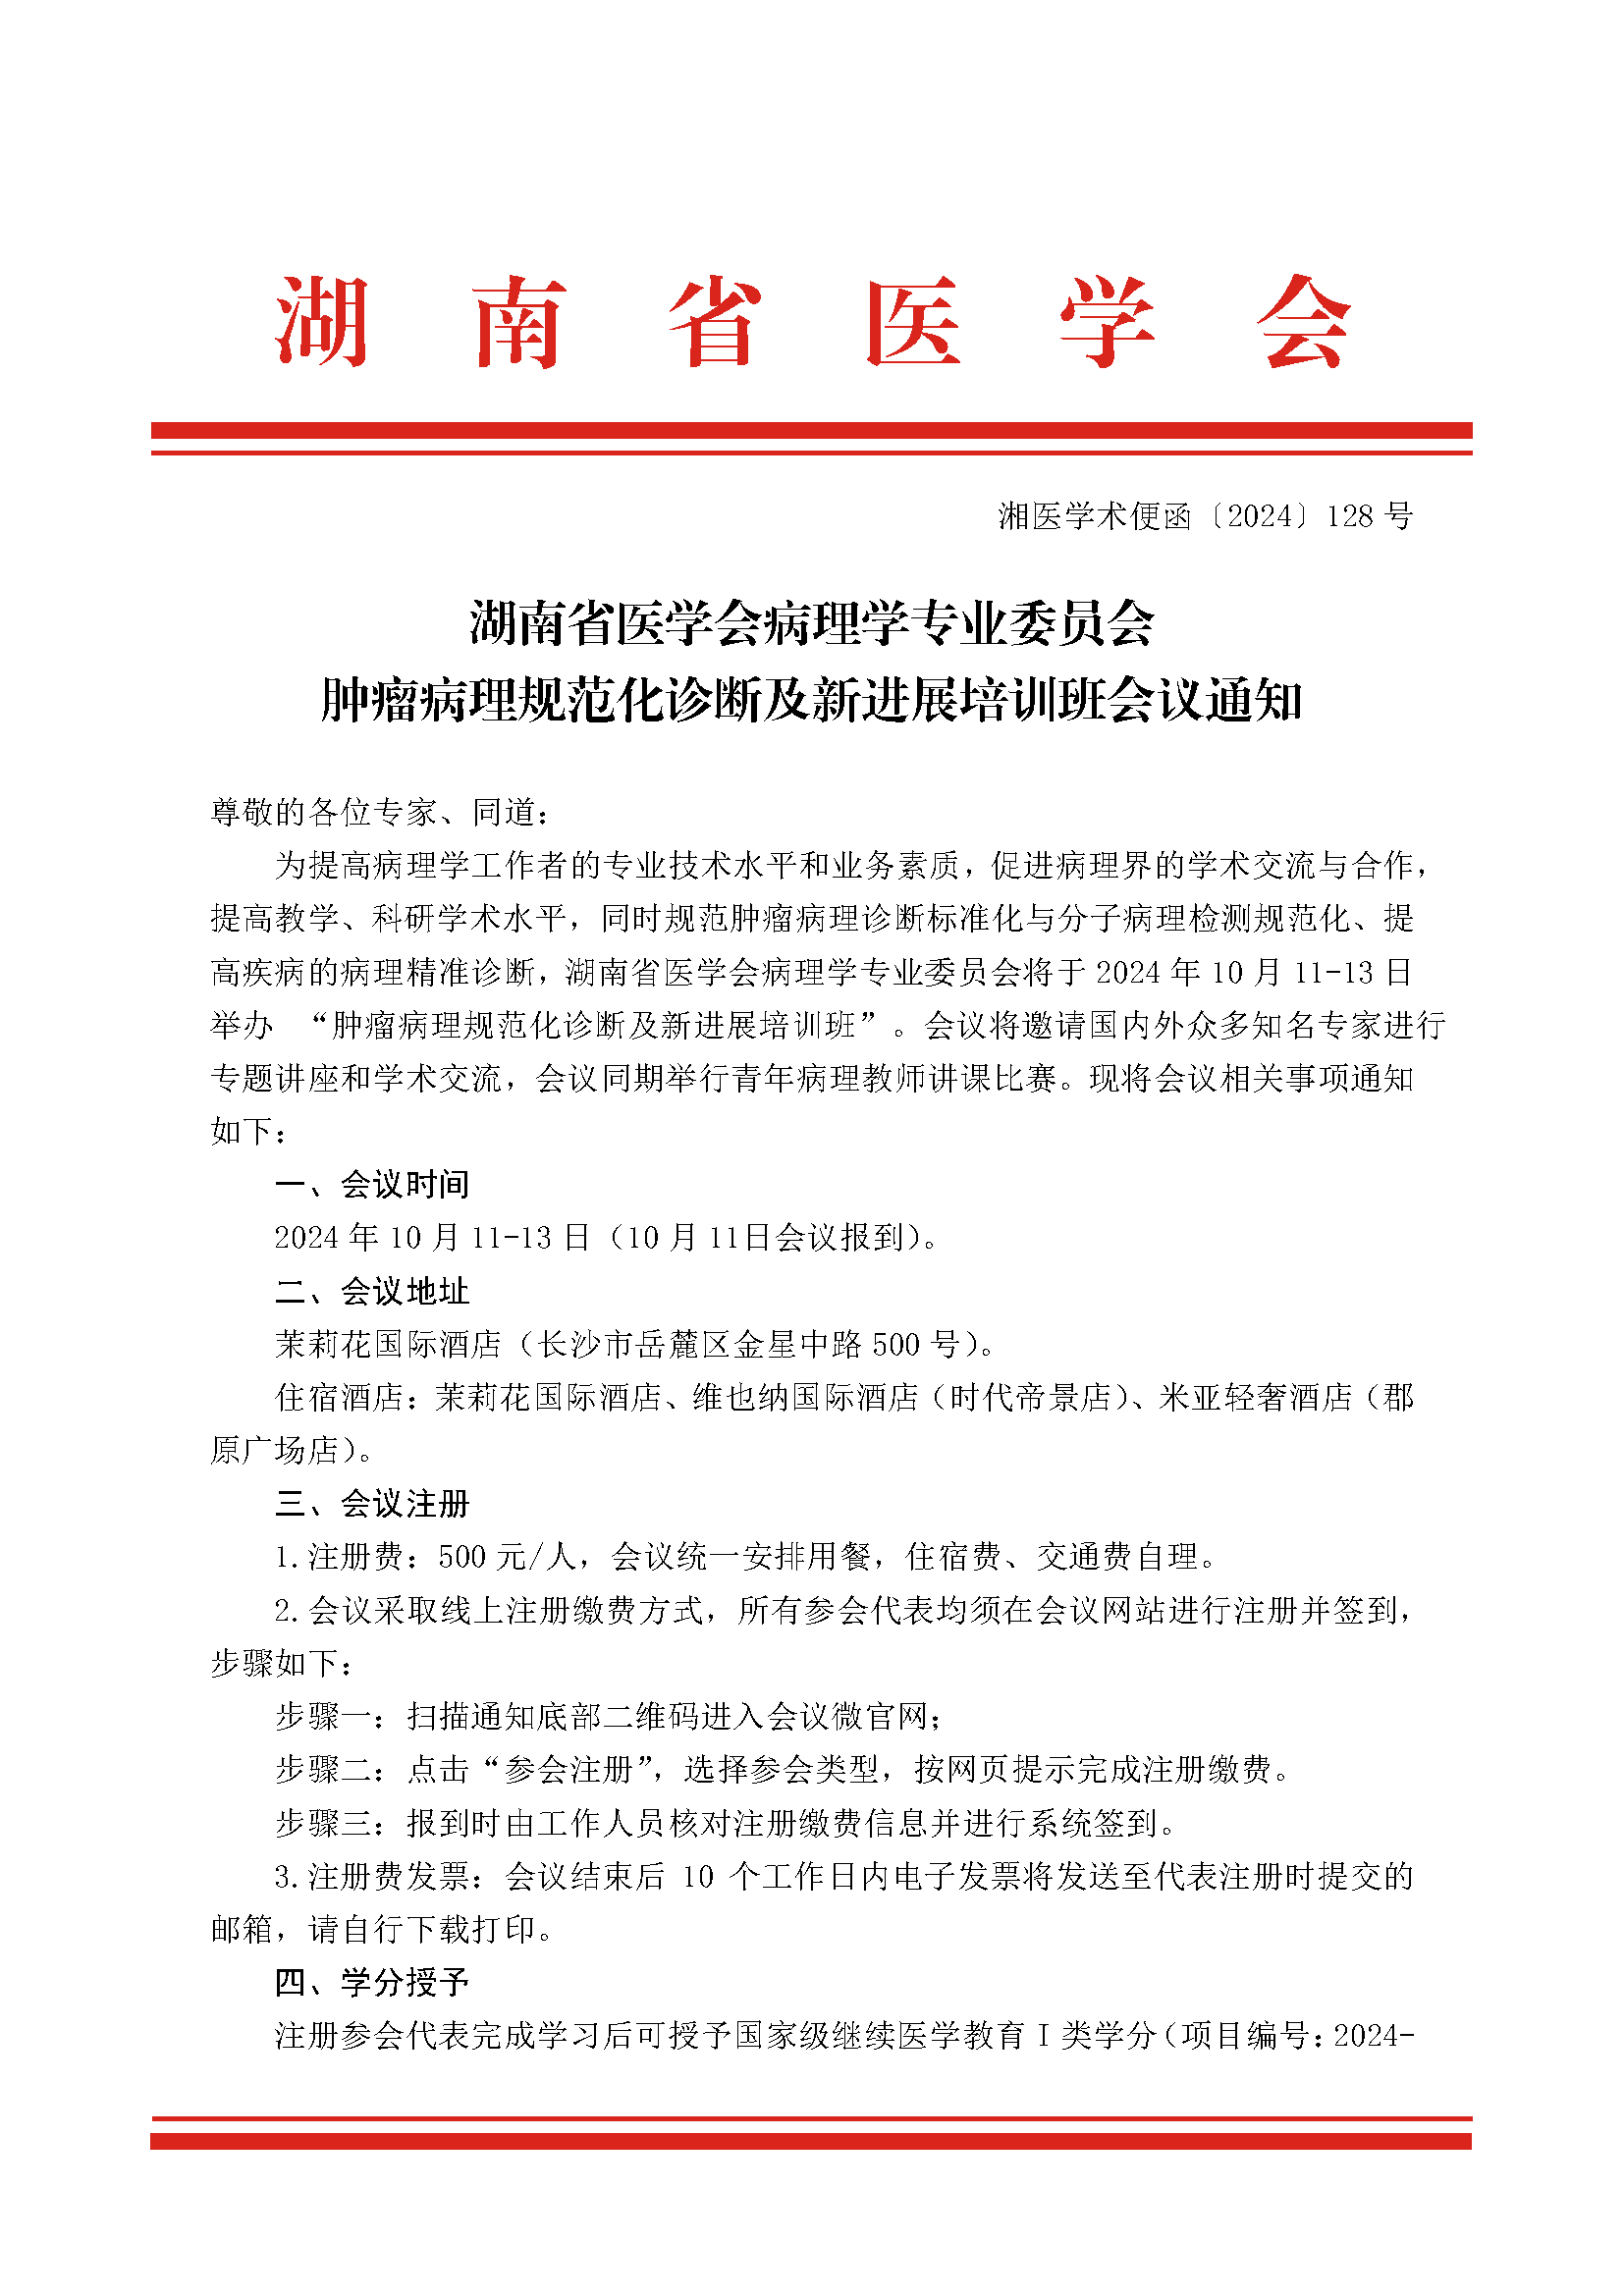 湖南省医学会
湘医学术便函〔2024〕128 号
湖南省医学会病理学专业委员会
肿瘤病理规范化诊断及新进展培训班会议通知
尊敬的各位专家、同道：
为提高病理学工作者的专业技术水平和业务素质，促进病理界的学术交流与合作，
提高教学、科研学术水平，同时规范肿瘤病理诊断标准化与分子病理检测规范化、提
高疾病的病理精准诊断，湖南省医学会病理学专业委员会将于 2024 年 10 月 11-13 日
举办 “肿瘤病理规范化诊断及新进展培训班”。会议将邀请国内外众多知名专家进行
专题讲座和学术交流，会议同期举行青年病理教师讲课比赛。现将会议相关事项通知
如下：
一、会议时间
2024 年 10 月 11-13 日（10 月 11日会议报到）。
二、会议地址
茉莉花国际酒店（长沙市岳麓区金星中路 500 号）。
住宿酒店：茉莉花国际酒店、维也纳国际酒店（时代帝景店）、米亚轻奢酒店（郡
原广场店）。
三、会议注册
1.注册费：500 元/人，会议统一安排用餐，住宿费、交通费自理。
2.会议采取线上注册缴费方式，所有参会代表均须在会议网站进行注册并签到，
步骤如下：
步骤一：扫描通知底部二维码进入会议微官网；
步骤二：点击“参会注册”，选择参会类型，按网页提示完成注册缴费。
步骤三：报到时由工作人员核对注册缴费信息并进行系统签到。
3.注册费发票：会议结束后 10 个工作日内电子发票将发送至代表注册时提交的
邮箱，请自行下载打印。
四、学分授予
注册参会代表完成学习后可授予国家级继续医学教育 I 类学分（项目编号：2024-